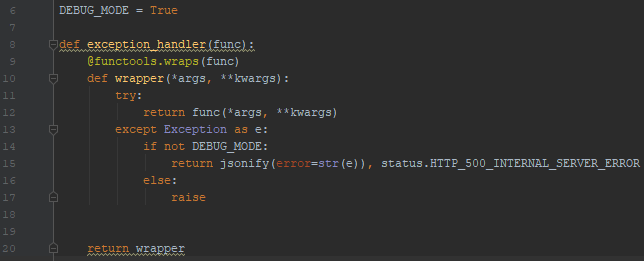 6 DEBUG_MODE = True
7
8 def exception_handler(func):
9     @functools.wraps(func)
10     def wrapper(*args, **kwargs):
11         try:
12             return func(*args, **kwargs)
13         except Exception as e:
14             if not DEBUG_MODE:
15                 return jsonify(error=str(e)), status.HTTP_500_INTERNAL_SERVER_ERROR
16             else:
17                 raise
18
19
20     return wrapper